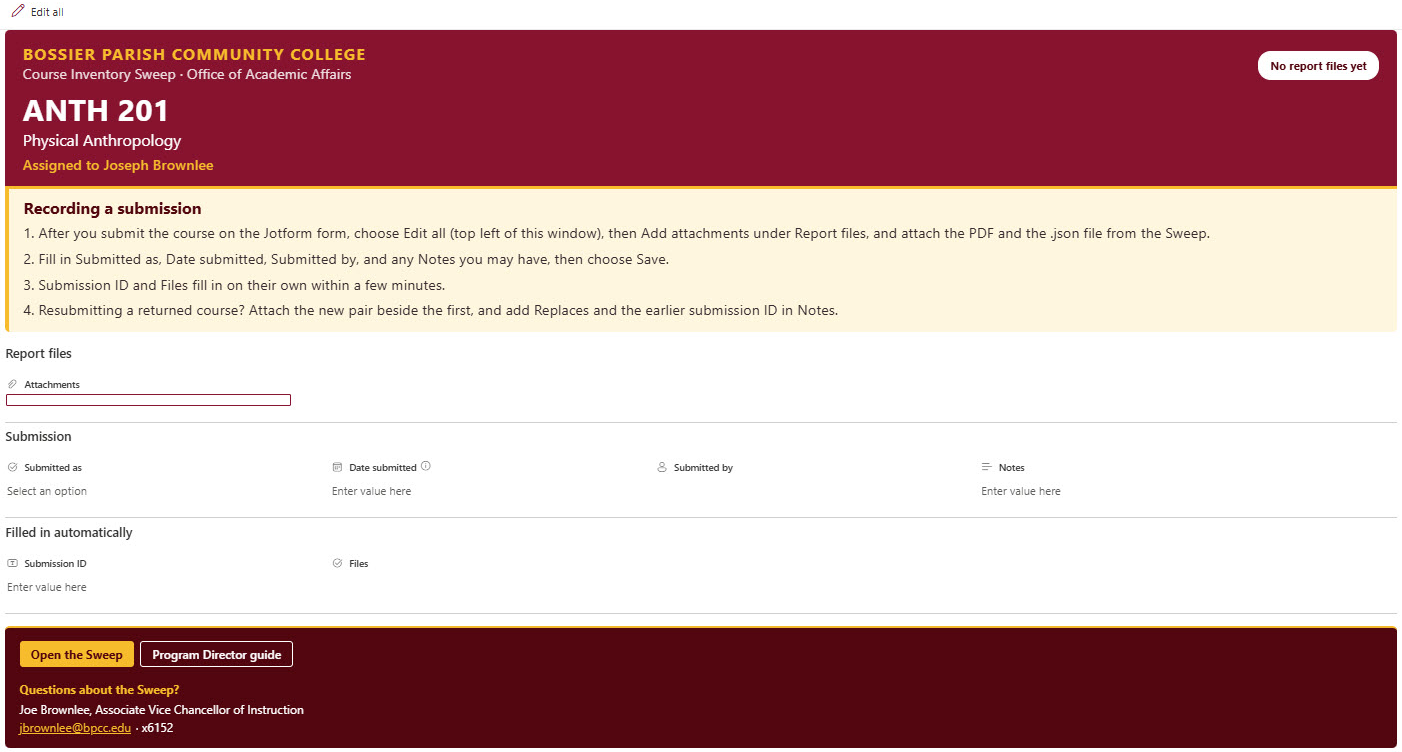 Edit all
BOSSIER PARISH COMMUNITY COLLEGE
Course Inventory Sweep · Office of Academic Affairs
No report files yet
ANTH 201
Physical Anthropology
Assigned to Joseph Brownlee
Recording a submission
1. After you submit the course on the Jotform form, choose Edit all (top left of this window), then Add attachments under Report files, and attach the PDF and the .json file from the Sweep.
2. Fill in Submitted as, Date submitted, Submitted by, and any Notes you may have, then choose Save.
3. Submission ID and Files fill in on their own within a few minutes.
4. Resubmitting a returned course? Attach the new pair beside the first, and add Replaces and the earlier submission ID in Notes.
Report files
Attachments
Submission
Submitted as Date submitted Submitted by Notes
Select an option Enter value here Enter value here
Filled in automatically
Submission ID Files
Enter value here
Open the Sweep Program Director guide
Questions about the Sweep?
Joe Brownlee, Associate Vice Chancellor of Instruction
jbrownlee@bpcc.edu · x6152